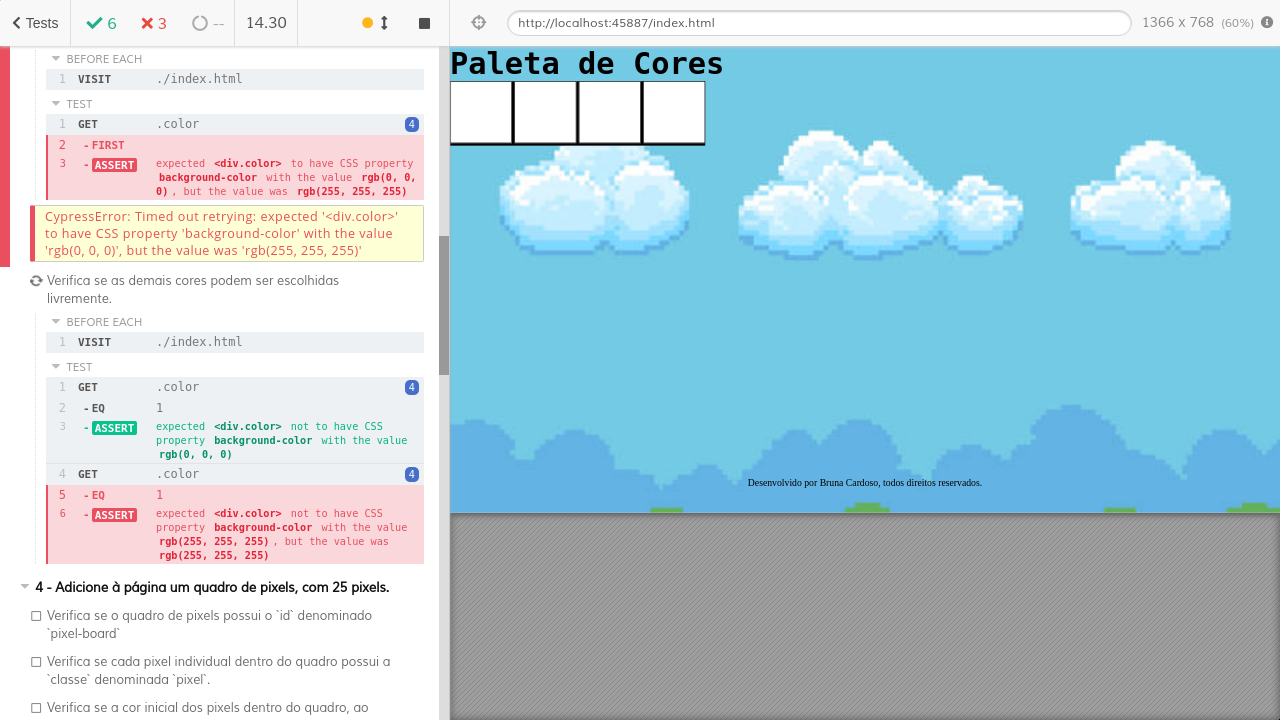 Tests 6 3 -- 14.30
http://localhost:45887/index.html 1366 x 768 (60%)
BEFORE EACH
1 VISIT ./index.html
TEST
1 GET .color 4
2 - FIRST
3 - ASSERT expected <div.color> to have CSS property
background-color with the value rgb(0, 0,
0), but the value was rgb(255, 255, 255)
CypressError: Timed out retrying: expected '<div.color>'
to have CSS property 'background-color' with the value
'rgb(0, 0, 0)', but the value was 'rgb(255, 255, 255)'
Verifica se as demais cores podem ser escolhidas
livremente.
BEFORE EACH
1 VISIT ./index.html
TEST
1 GET .color 4
2 - EQ 1
3 - ASSERT expected <div.color> not to have CSS
property background-color with the value
rgb(0, 0, 0)
4 GET .color 4
5 - EQ 1
6 - ASSERT expected <div.color> not to have CSS
property background-color with the value
rgb(255, 255, 255), but the value was
rgb(255, 255, 255)
4 - Adicione à página um quadro de pixels, com 25 pixels.
Verifica se o quadro de pixels possui o `id` denominado
`pixel-board`
Verifica se cada pixel individual dentro do quadro possui a
`classe` denominada `pixel`.
Verifica se a cor inicial dos pixels dentro do quadro, ao
Paleta de Cores
Desenvolvido por Bruna Cardoso, todos direitos reservados.